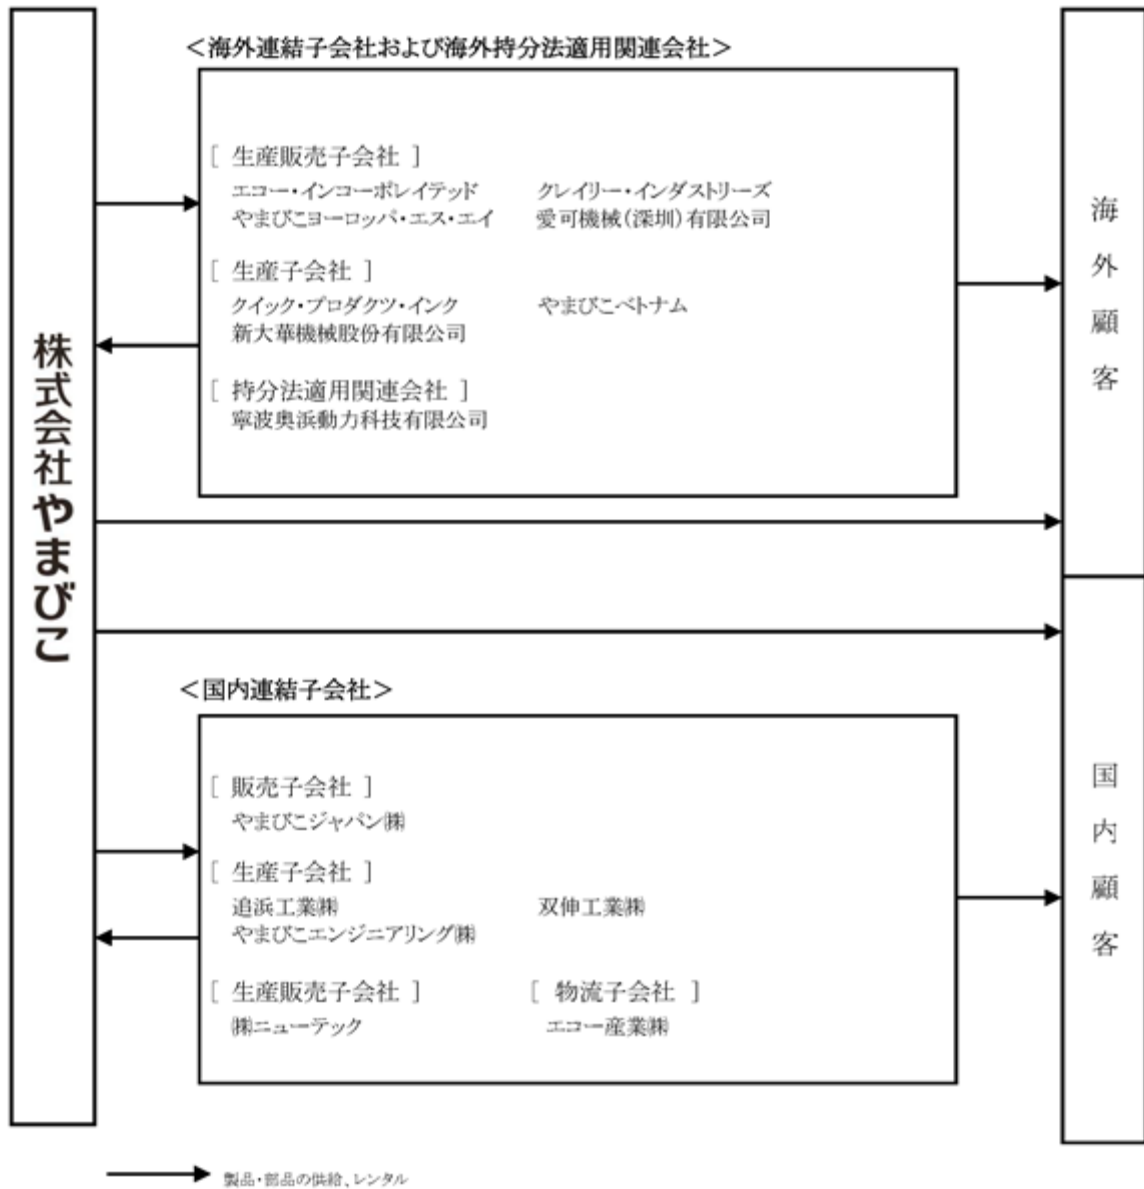 株式会社やまびこ
＜海外連結子会社および海外持分法適用関連会社＞
[ 生産販売子会社 ]
エコー・インコーポレイテッド クレイリー・インダストリーズ
やまびこヨーロッパ・エス・エイ 愛可機械(深圳)有限公司
[ 生産子会社 ]
クイック・プロダクツ・インク やまびこベトナム
新大華機械股份有限公司
[ 持分法適用関連会社 ]
寧波奥浜動力科技有限公司
海外顧客
＜国内連結子会社＞
[ 販売子会社 ]
やまびこジャパン㈱
[ 生産子会社 ]
追浜工業㈱ 双伸工業㈱
やまびこエンジニアリング㈱
[ 生産販売子会社 ] [ 物流子会社 ]
㈱ニューテック エコー産業㈱
国内顧客
製品・部品の供給、レンタル